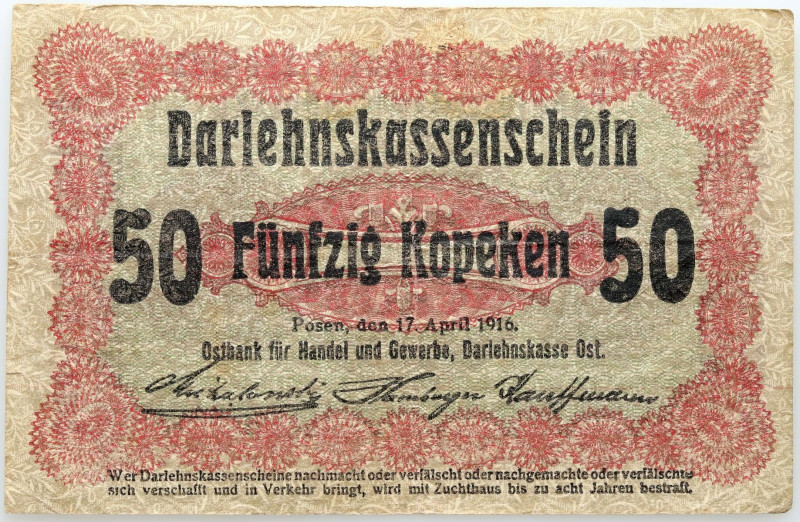 Darlehnskassenschein
50 Fünfzig Kopeken 50
Posen, den 17. April 1916.
Ostbank für Handel und Gewerbe, Darlehnskasse Ost.
Hamburger Kauffmann
Wer Darlehnskassenscheine nachmacht oder verfälscht oder nachgemachte oder verfälschte
sich verschafft und in Verkehr bringt, wird mit Zuchthaus bis zu acht Jahren bestraft.